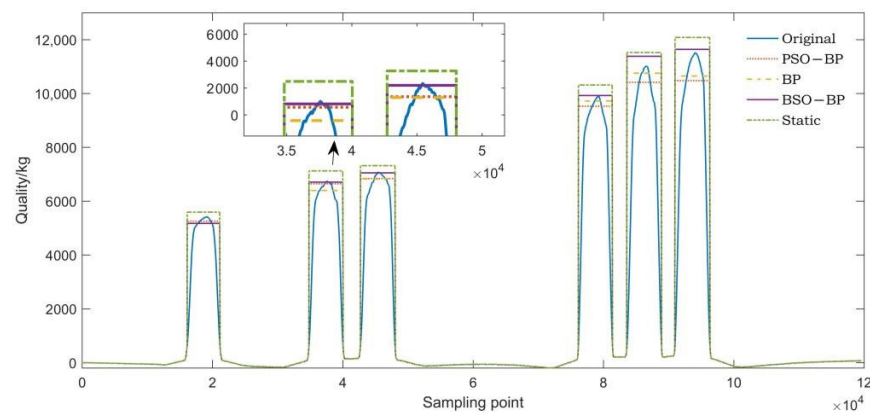 12,000
10,000
8000
6000
4000
2000
0
Quality/kg
6000
4000
2000
0
3.5 4 4.5 5
×10⁴
Original
PSO−BP
BP
BSO−BP
Static
0 2 4 6 8 10 12
Sampling point
×10⁴